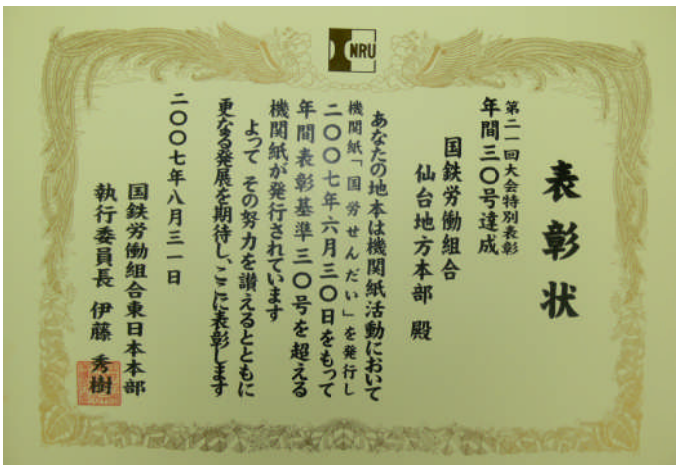 NRU
表彰状
第二一回大会特別表彰
年間三〇号達成
国鉄労働組合
仙台地方本部 殿
あなたの地本は機関紙活動において
機関紙「国労せんだい」を発行し
二〇〇七年六月三〇日をもって
年間表彰基準三〇号を超える
機関紙が発行されています
よって その努力を讃えるとともに
更なる発展を期待し、ここに表彰します
二〇〇七年八月三一日
国鉄労働組合東日本本部
執行委員長 伊藤 秀樹